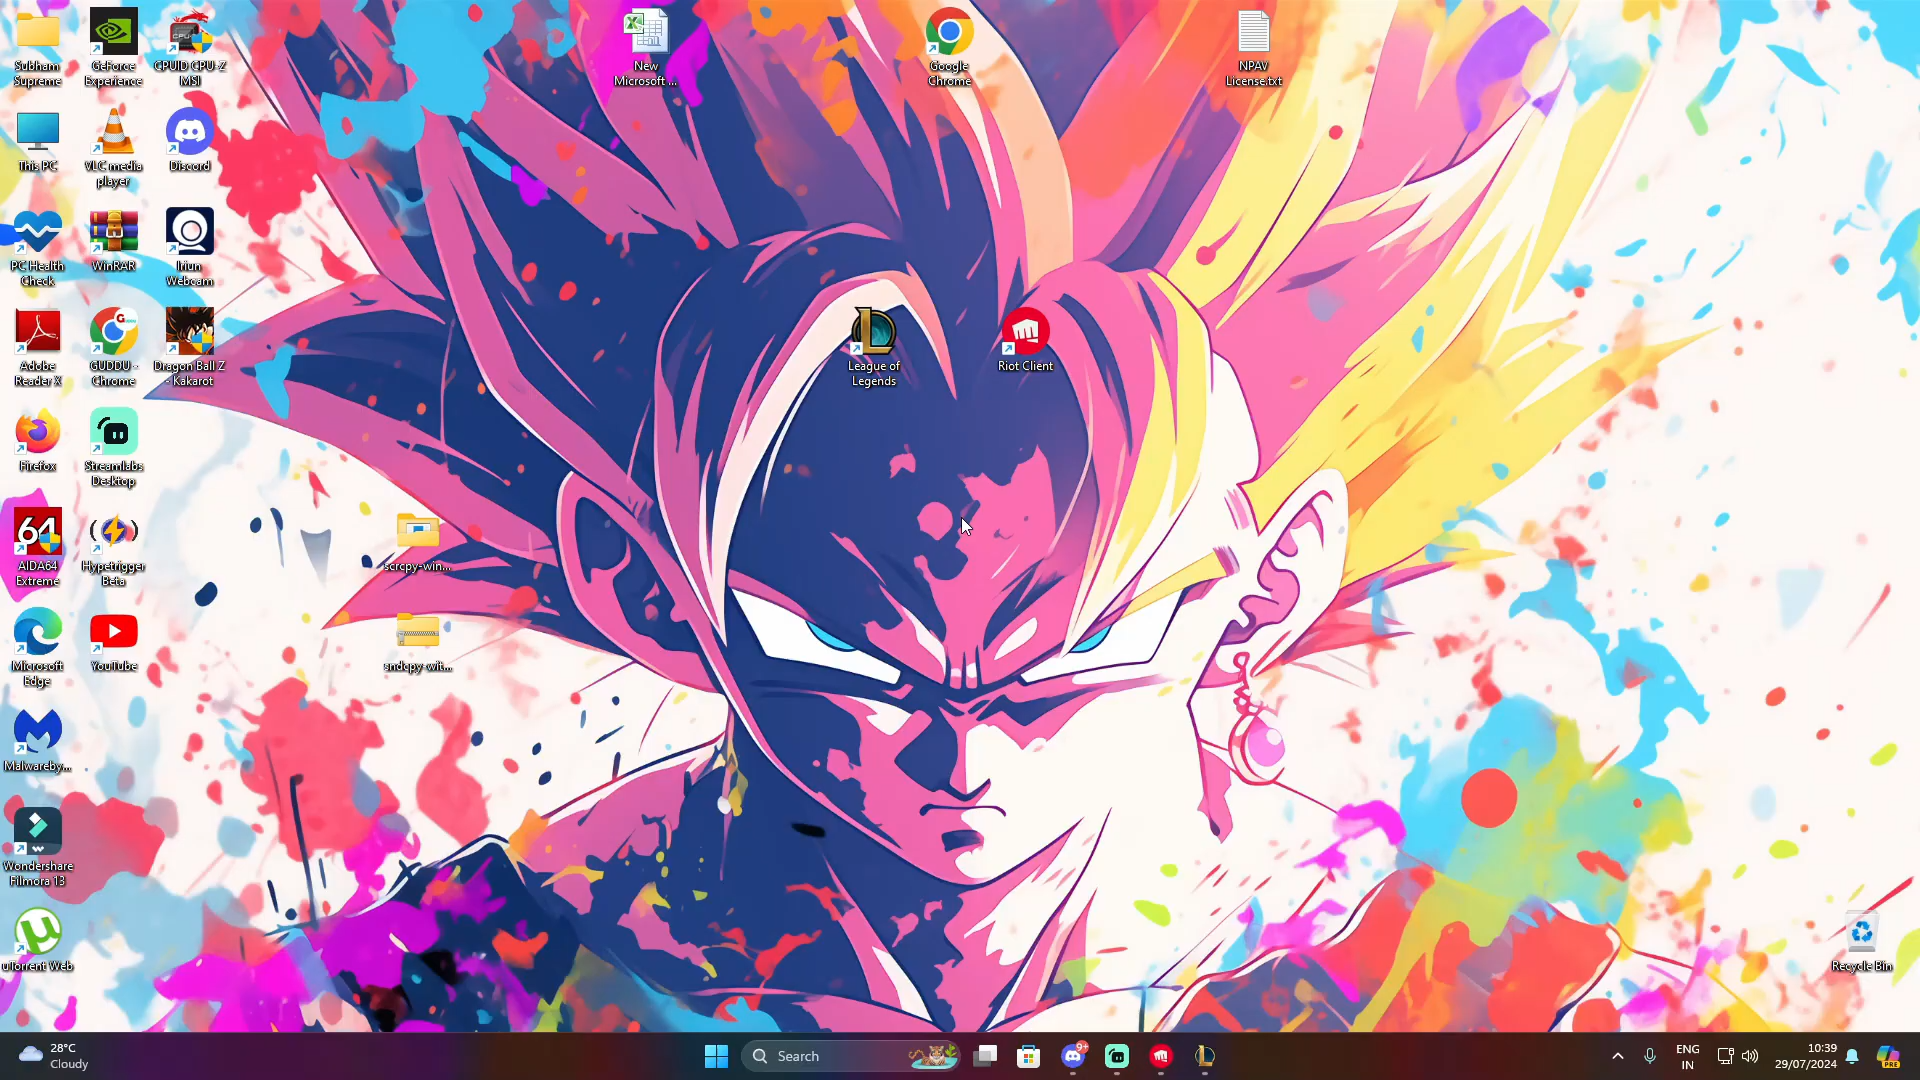 Subham
Supreme
GeForce
Experience
CPUID CPU-Z
MSI
New
Microsoft ...
Google
Chrome
NPAV
License.txt
This PC
VLC media
player
Discord
PC Health
Check
WinRAR
Iriun
Webcam
Adobe
Reader X
GUDDU -
Chrome
Dragon Ball Z
- Kakarot
League of
Legends
Riot Client
Firefox
Streamlabs
Desktop
64
AIDA64
Extreme
Hypetrigger
Beta
scrcpy-win...
Microsoft
Edge
YouTube
sndcpy-wit...
Malwareby...
Wondershare
Filmora 13
uTorrent Web
Recycle Bin
28°C
Cloudy
Search
9+
ENG
IN
10:39
29/07/2024
PRE